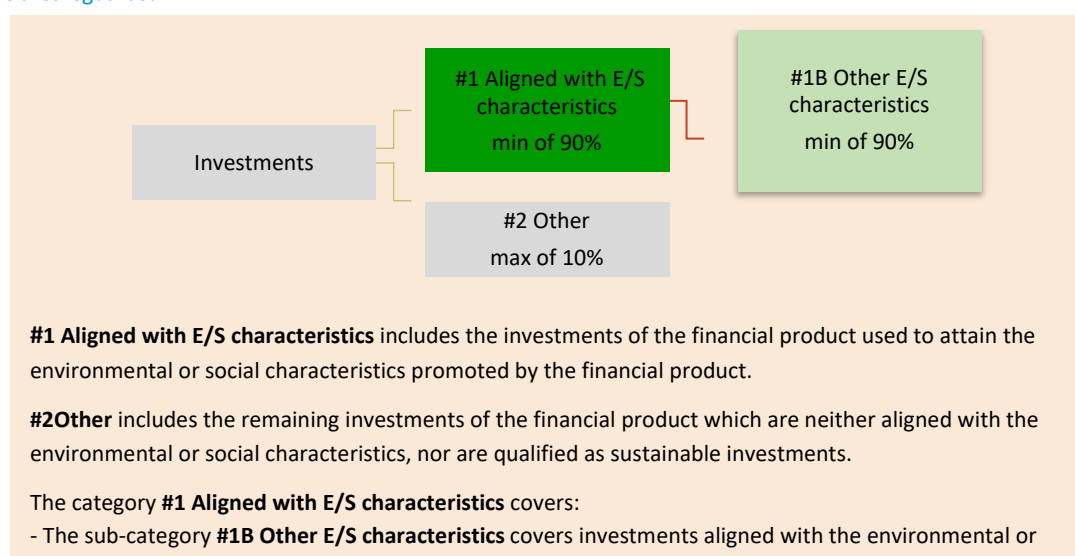 #1 Aligned with E/S
characteristics
min of 90%
#1B Other E/S
characteristics
min of 90%
Investments
#2 Other
max of 10%
#1 Aligned with E/S characteristics includes the investments of the financial product used to attain the
environmental or social characteristics promoted by the financial product.
#2Other includes the remaining investments of the financial product which are neither aligned with the
environmental or social characteristics, nor are qualified as sustainable investments.
The category #1 Aligned with E/S characteristics covers:
- The sub-category #1B Other E/S characteristics covers investments aligned with the environmental or